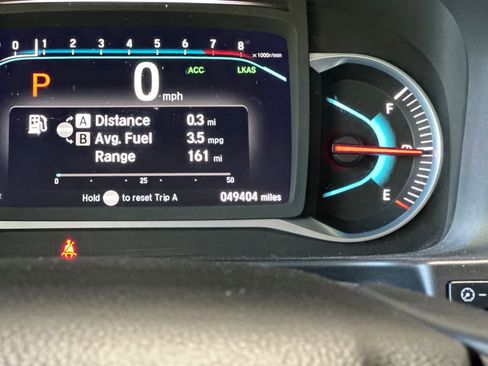 0 1 2 3 4 5 6 7 8 x1000r/min
P 0 mph ACC LKAS
A Distance 0.3 mi
B Avg. Fuel 3.5 mpg
Range 161 mi
0 25 50
Hold to reset Trip A 049404 miles
F
E